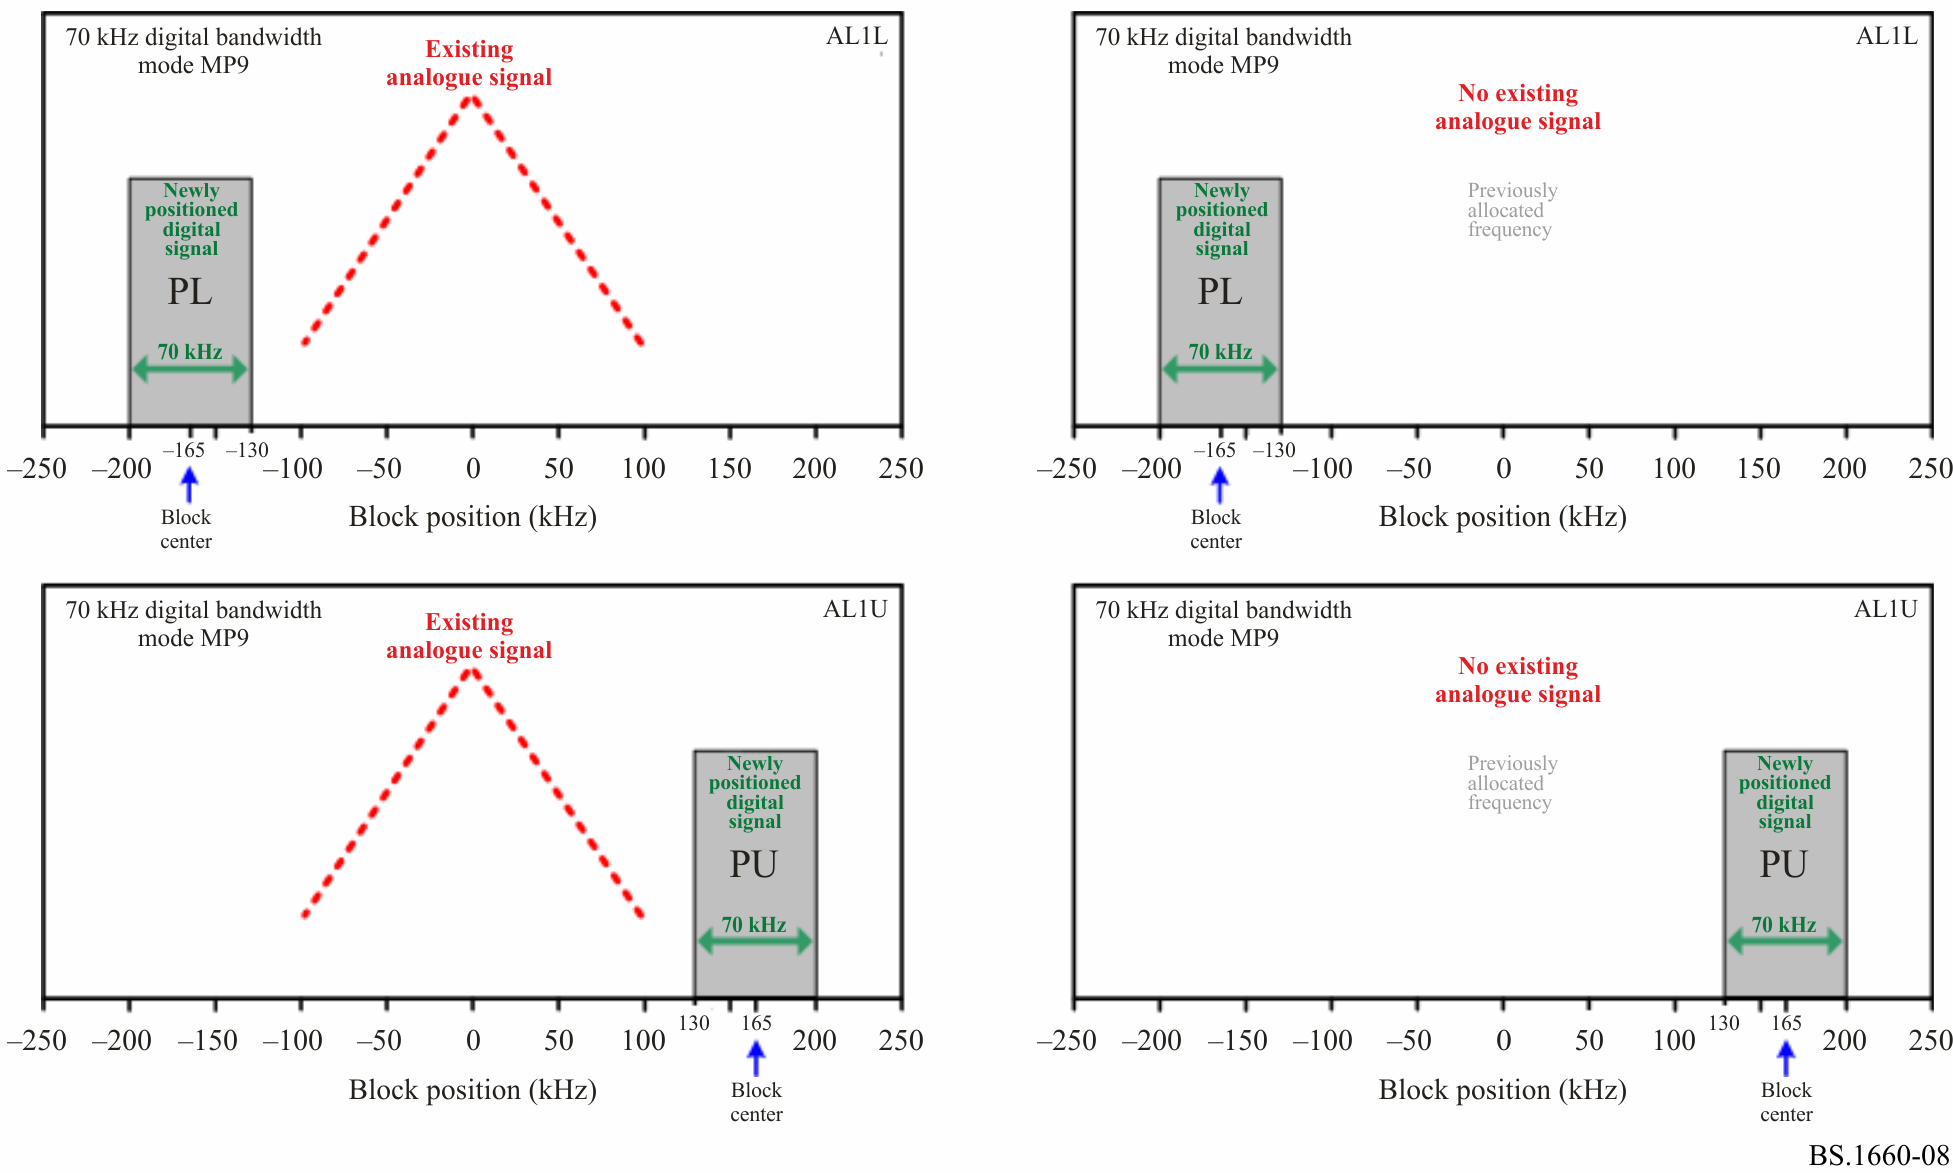 70 kHz digital bandwidth
mode MP9
AL1L
Existing
analogue signal
Newly
positioned
digital
signal
PL
70 kHz
–165
–130
–250
–200
–100
–50
0
50
100
150
200
250
Block position (kHz)
Block
center
70 kHz digital bandwidth
mode MP9
AL1L
No existing
analogue signal
Newly
positioned
digital
signal
Previously
allocated
frequency
PL
70 kHz
–165
–130
–250
–200
–100
–50
0
50
100
150
200
250
Block position (kHz)
Block
center
70 kHz digital bandwidth
mode MP9
AL1U
Existing
analogue signal
Newly
positioned
digital
signal
PU
70 kHz
130
165
–250
–200
–150
–100
–50
0
50
100
200
250
Block position (kHz)
Block
center
70 kHz digital bandwidth
mode MP9
AL1U
No existing
analogue signal
Previously
allocated
frequency
Newly
positioned
digital
signal
PU
70 kHz
130
165
–250
–200
–150
–100
–50
0
50
100
200
250
Block position (kHz)
Block
center
BS.1660-08